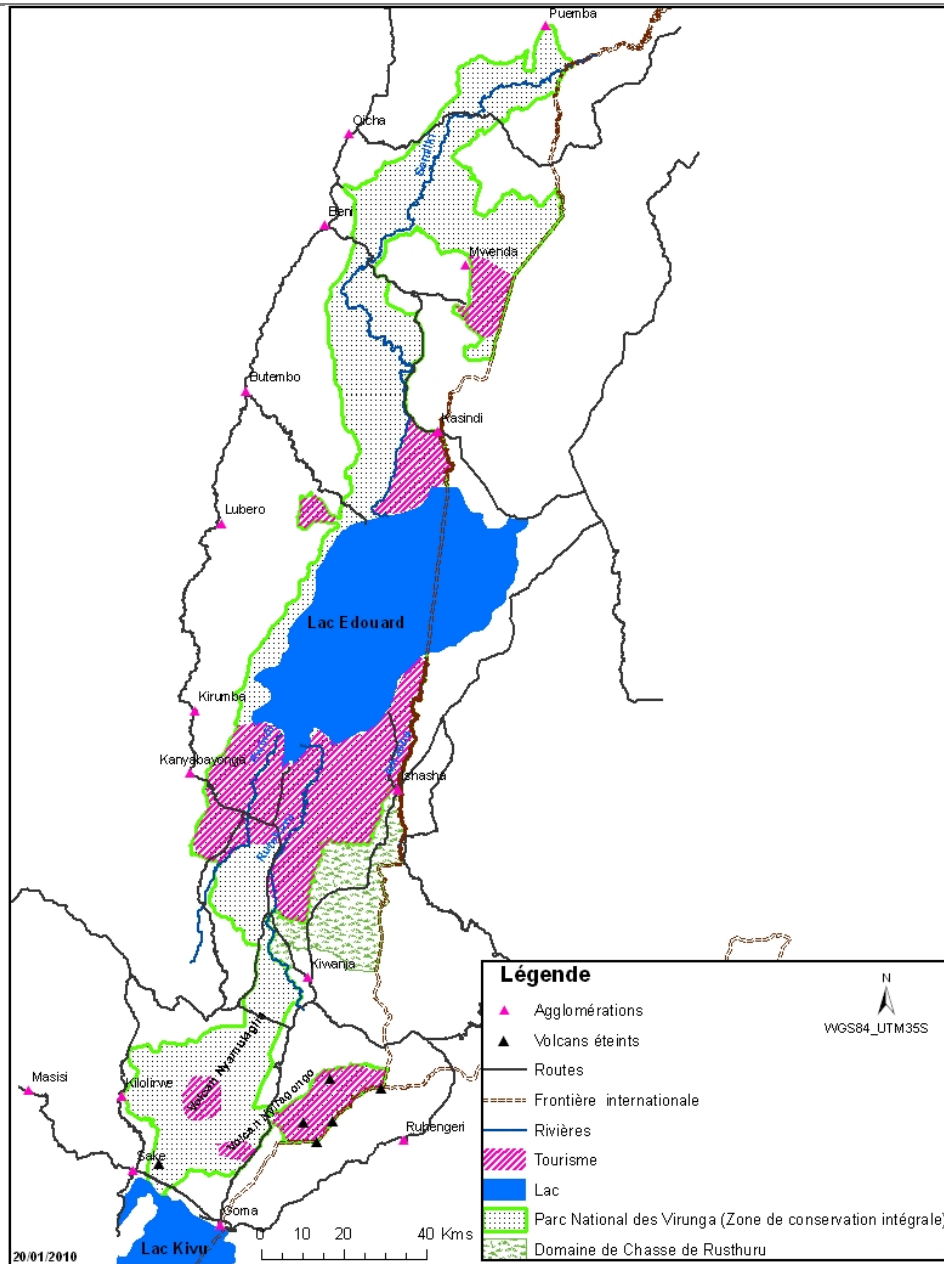 Puemba
Oicha
Semliki
Beni
Mwenda
Butembo
Kasindi
Lubero
Lac Edouard
Kirumba
Kanyabayonga
Ishasha
Kiwanja
Volcan Nyamulagira
Volcan Nyiragongo
Masisi
Kilolirwe
Ruhengeri
Sake
Goma
Lac Kivu
0 10 20 40 Kms
20/01/2010
Légende
N
WGS84_UTM35S
Agglomérations
Volcans éteints
Routes
Frontière internationale
Rivières
Tourisme
Lac
Parc National des Virunga (Zone de conservation intégrale)
Domaine de Chasse de Rusthuru